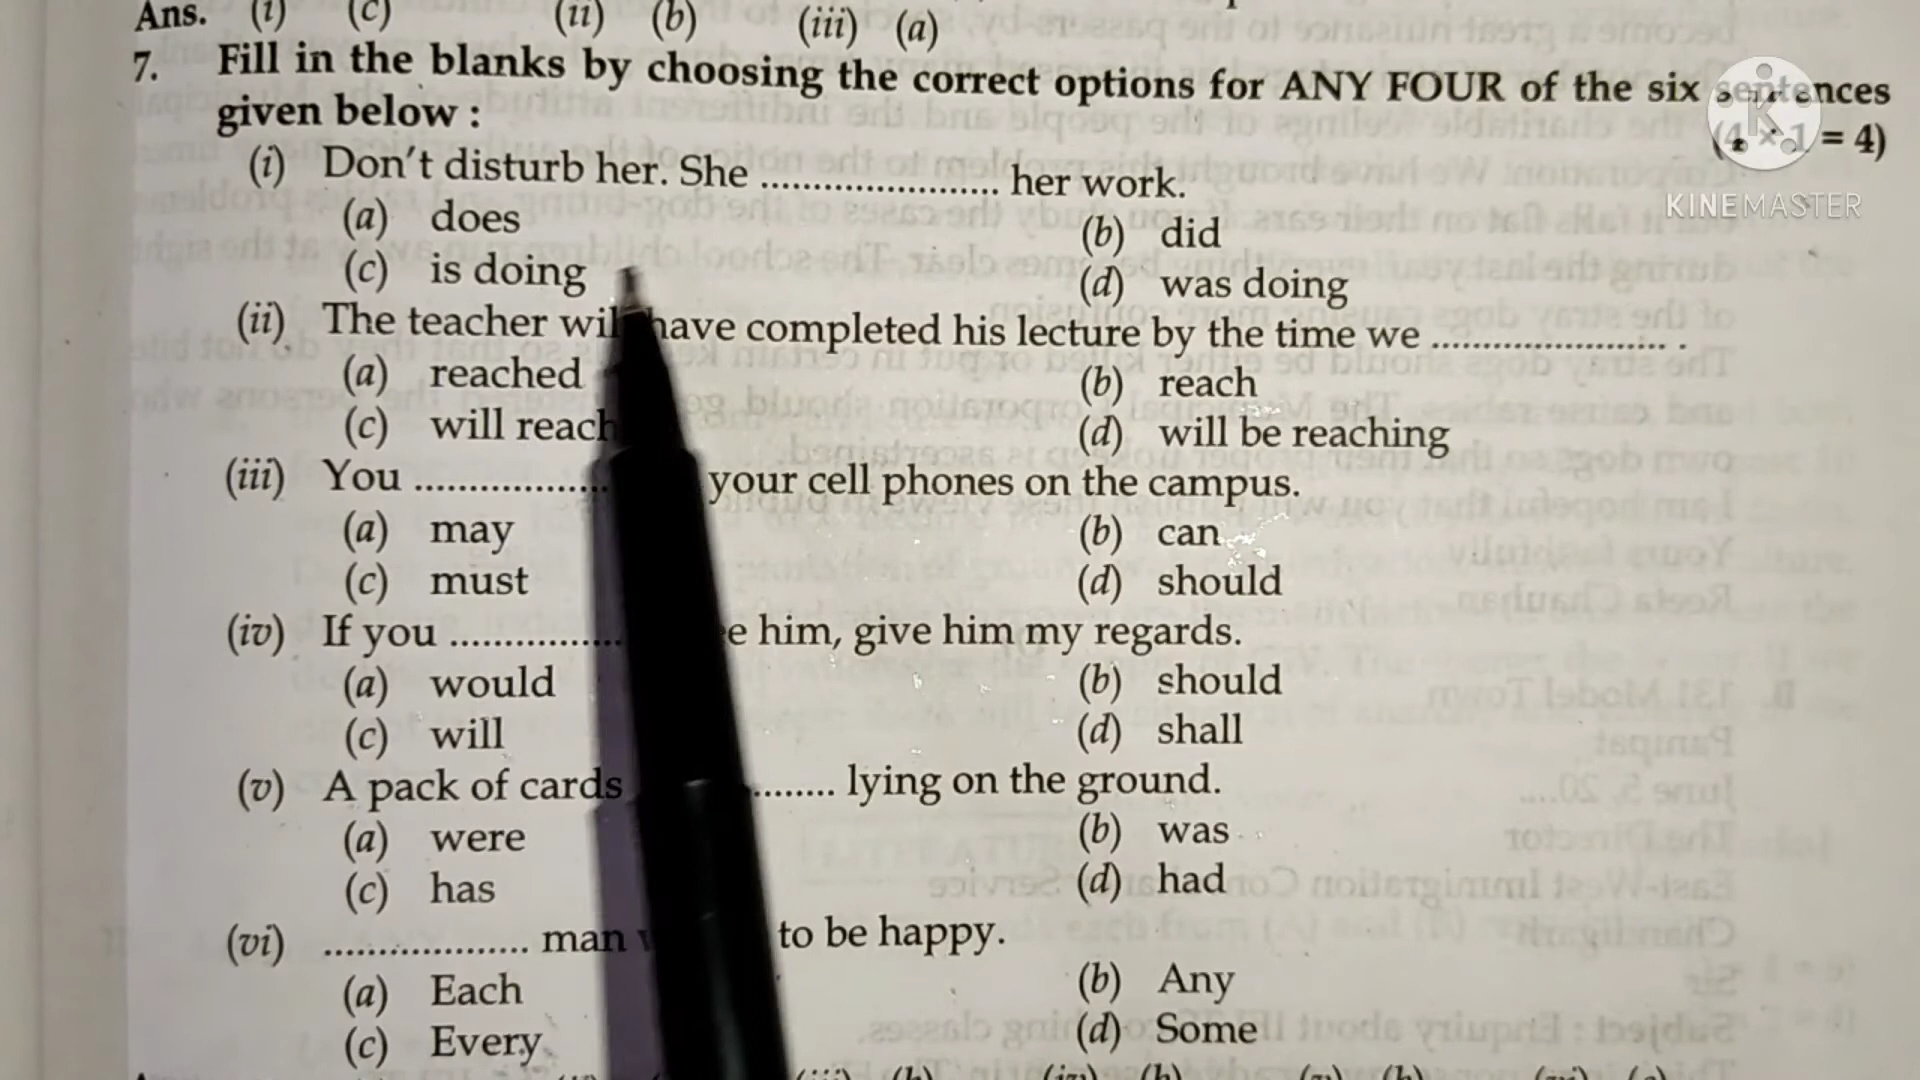 Ans. (i) (c) (ii) (b) (iii) (a)
7. Fill in the blanks by choosing the correct options for ANY FOUR of the six sentences
given below : (4 × 1 = 4)
KINEMASTER
(i) Don't disturb her. She ........................ her work.
(a) does (b) did
(c) is doing (d) was doing
(ii) The teacher will have completed his lecture by the time we ........................ .
(a) reached (b) reach
(c) will reach (d) will be reaching
(iii) You .................... your cell phones on the campus.
(a) may (b) can
(c) must (d) should
(iv) If you ................ him, give him my regards.
(a) would (b) should
(c) will (d) shall
(v) A pack of cards ........ lying on the ground.
(a) were (b) was
(c) has (d) had
(vi) ..................... man to be happy.
(a) Each (b) Any
(c) Every (d) Some